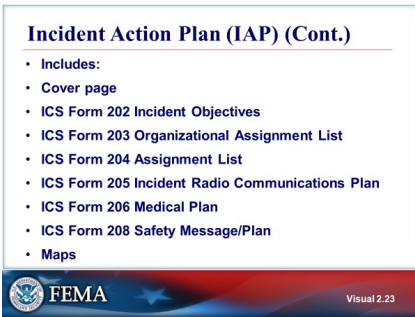 Incident Action Plan (IAP) (Cont.)
• Includes:
• Cover page
• ICS Form 202 Incident Objectives
• ICS Form 203 Organizational Assignment List
• ICS Form 204 Assignment List
• ICS Form 205 Incident Radio Communications Plan
• ICS Form 206 Medical Plan
• ICS Form 208 Safety Message/Plan
• Maps
FEMA
Visual 2.23